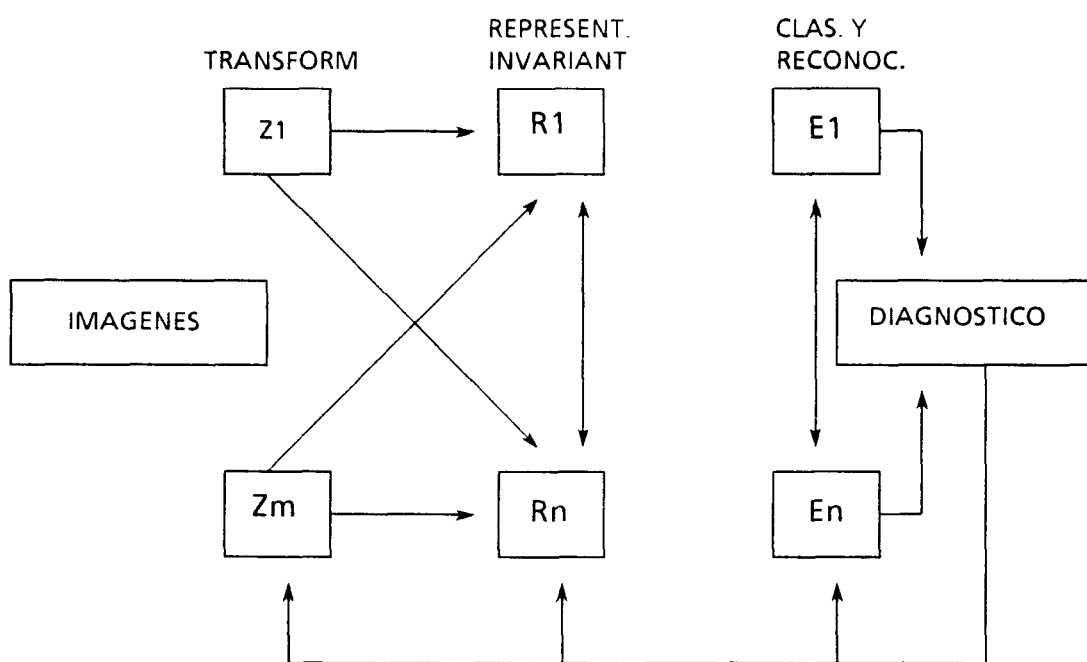 REPRESENT.
INVARIANT
CLAS. Y
RECONOC.
TRANSFORM
Z1
R1
E1
IMAGENES
DIAGNOSTICO
Zm
Rn
En